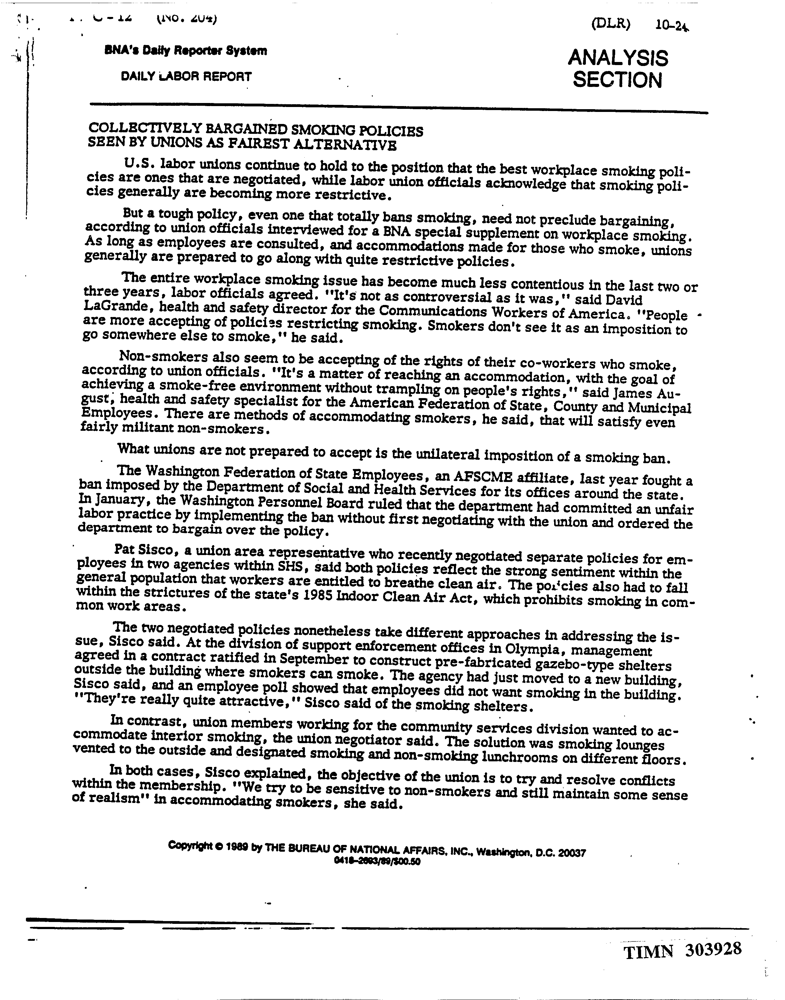 C-12 (NO. 204) (DLR) 10-24
BNA's Daily Reporter System
DAILY LABOR REPORT
ANALYSIS
SECTION
COLLECTIVELY BARGAINED SMOKING POLICIES
SEEN BY UNIONS AS FAIREST ALTERNATIVE
U.S. labor unions continue to hold to the position that the best workplace smoking poli-
cies are ones that are negotiated, while labor union officials acknowledge that smoking poli-
cies generally are becoming more restrictive.
But a tough policy, even one that totally bans smoking, need not preclude bargaining,
according to union officials interviewed for a BNA special supplement on workplace smoking.
As long as employees are consulted, and accommodations made for those who smoke, unions
generally are prepared to go along with quite restrictive policies.
The entire workplace smoking issue has become much less contentious in the last two or
three years, labor officials agreed. "It's not as controversial as it was," said David
LaGrande, health and safety director for the Communications Workers of America. "People
are more accepting of policies restricting smoking. Smokers don't see it as an imposition to
go somewhere else to smoke," he said.
Non-smokers also seem to be accepting of the rights of their co-workers who smoke,
according to union officials. "It's a matter of reaching an accommodation, with the goal of
achieving a smoke-free environment without trampling on people's rights," said James Au-
gust, health and safety specialist for the American Federation of State, County and Municipal
Employees. There are methods of accommodating smokers, he said, that will satisfy even
fairly militant non-smokers.
What unions are not prepared to accept is the unilateral imposition of a smoking ban.
The Washington Federation of State Employees, an AFSCME affiliate, last year fought a
ban imposed by the Department of Social and Health Services for its offices around the state.
In January, the Washington Personnel Board ruled that the department had committed an unfair
labor practice by implementing the ban without first negotiating with the union and ordered the
department to bargain over the policy.
Pat Sisco, a union area representative who recently negotiated separate policies for em-
ployees in two agencies within SHS, said both policies reflect the strong sentiment within the
general population that workers are entitled to breathe clean air. The policies also had to fall
within the strictures of the state's 1985 Indoor Clean Air Act, which prohibits smoking in com-
mon work areas.
The two negotiated policies nonetheless take different approaches in addressing the is-
sue, Sisco said. At the division of support enforcement offices in Olympia, management
agreed in a contract ratified in September to construct pre-fabricated gazebo-type shelters
outside the building where smokers can smoke. The agency had just moved to a new building,
Sisco said, and an employee poll showed that employees did not want smoking in the building.
"They're really quite attractive," Sisco said of the smoking shelters.
In contrast, union members working for the community services division wanted to ac-
commodate interior smoking, the union negotiator said. The solution was smoking lounges
vented to the outside and designated smoking and non-smoking lunchrooms on different floors.
In both cases, Sisco explained, the objective of the union is to try and resolve conflicts
within the membership. "We try to be sensitive to non-smokers and still maintain some sense
of realism" in accommodating smokers, she said.
Copyright © 1989 by THE BUREAU OF NATIONAL AFFAIRS, INC., Washington, D.C. 20037
0418-2693/89/$00.50
TIMN 303928